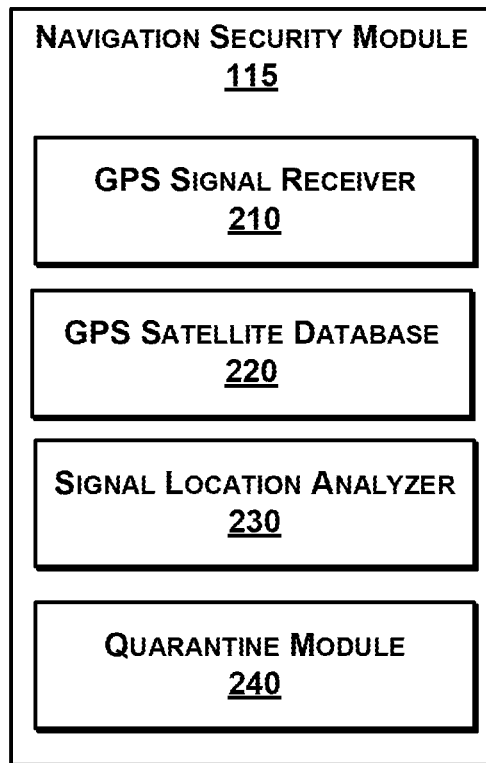 NAVIGATION SECURITY MODULE
115
GPS SIGNAL RECEIVER
210
GPS SATELLITE DATABASE
220
SIGNAL LOCATION ANALYZER
230
QUARANTINE MODULE
240